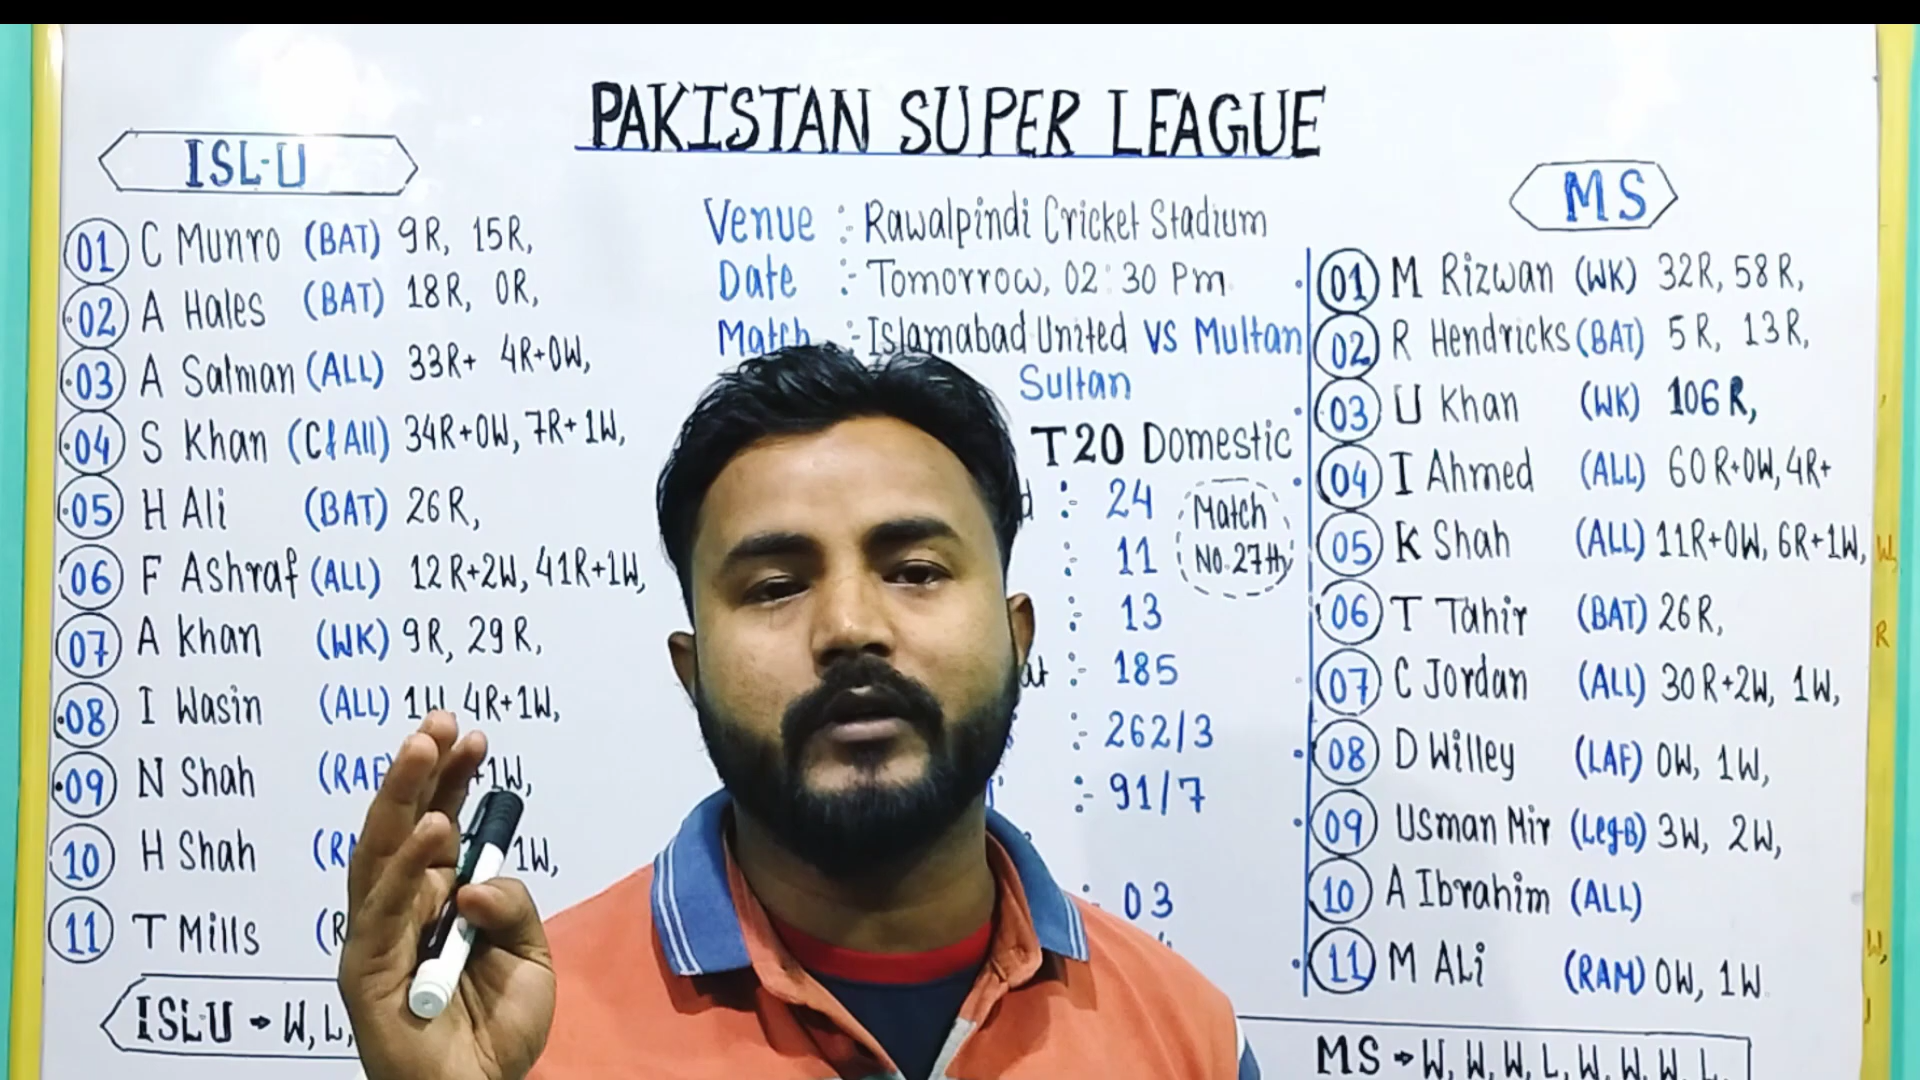 PAKISTAN SUPER LEAGUE
ISL-U
01 C Munro (BAT) 9R, 15R,
02 A Hales (BAT) 18R, 0R,
03 A Salman (ALL) 33R+ 4R+0W,
04 S Khan (C&All) 34R+0W, 7R+1W,
05 H Ali (BAT) 26R,
06 F Ashraf (ALL) 12R+2W, 41R+1W,
07 A Khan (WK) 9R, 29R,
08 I Wasin (ALL) 1W 4R+1W,
09 N Shah (RAF) +1W,
10 H Shah 1W,
11 T Mills
ISLU → W, L,
Venue :- Rawalpindi Cricket Stadium
Date :- Tomorrow, 02:30 Pm
Match :- Islamabad United VS Multan
Sultan
T20 Domestic
: 24
: 11
: 13
: 185
:- 262/3
:- 91/7
: 03
Match
No. 27th
MS
01 M Rizwan (WK) 32R, 58R,
02 R Hendricks (BAT) 5R, 13R,
03 U Khan (WK) 106R,
04 I Ahmed (ALL) 60R+0W, 4R+
05 K Shah (ALL) 11R+0W, 6R+1W,
06 T Tahir (BAT) 26R,
07 C Jordan (ALL) 30R+2W, 1W,
08 D Willey (LAF) 0W, 1W,
09 Usman Mir (Leg-B) 3W, 2W,
10 A Ibrahim (ALL)
11 M ALi (RAM) 0W, 1W
MS → W, W, W, L, W, W, W, L,